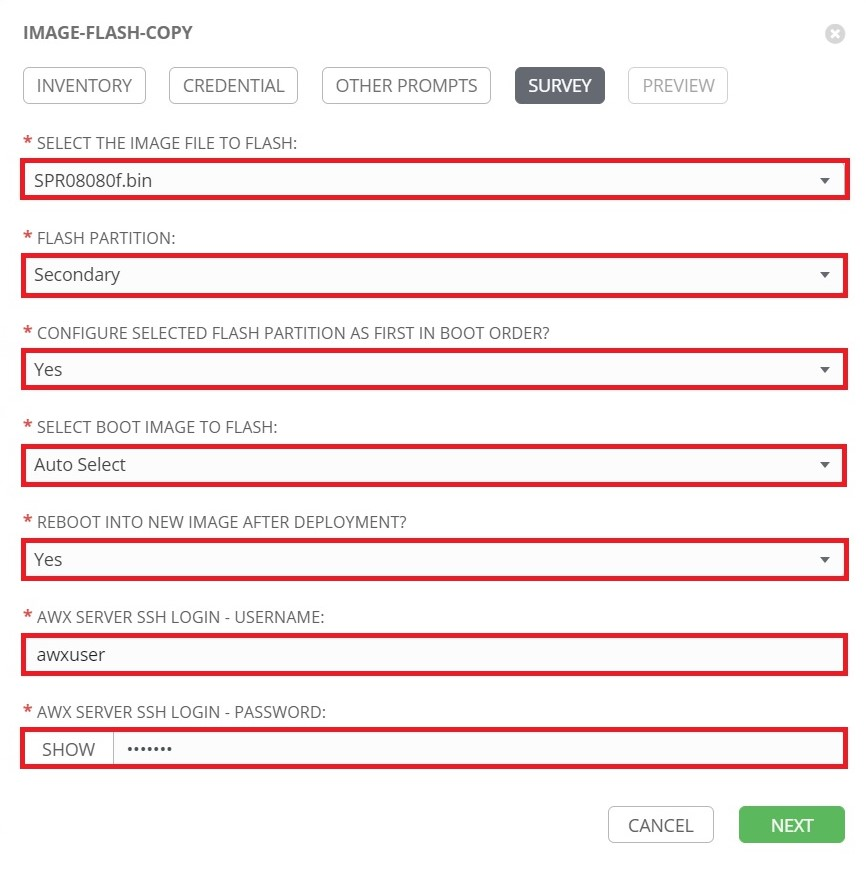 IMAGE-FLASH-COPY
INVENTORY CREDENTIAL OTHER PROMPTS SURVEY PREVIEW
* SELECT THE IMAGE FILE TO FLASH:
SPR08080f.bin
* FLASH PARTITION:
Secondary
* CONFIGURE SELECTED FLASH PARTITION AS FIRST IN BOOT ORDER?
Yes
* SELECT BOOT IMAGE TO FLASH:
Auto Select
* REBOOT INTO NEW IMAGE AFTER DEPLOYMENT?
Yes
* AWX SERVER SSH LOGIN - USERNAME:
awxuser
* AWX SERVER SSH LOGIN - PASSWORD:
SHOW •••••••
CANCEL NEXT